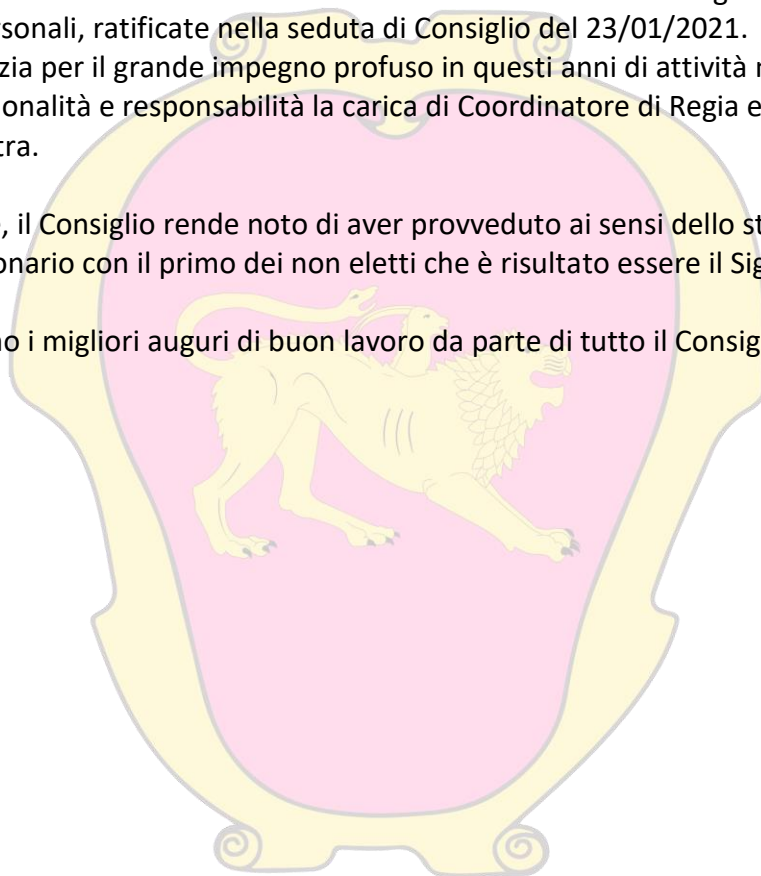 rsonali, ratificate nella seduta di Consiglio del 23/01/2021.
zia per il grande impegno profuso in questi anni di attività
onalità e responsabilità la carica di Coordinatore di Regia e
tra.
, il Consiglio rende noto di aver provveduto ai sensi dello st
onario con il primo dei non eletti che è risultato essere il Sig
o i migliori auguri di buon lavoro da parte di tutto il Consig